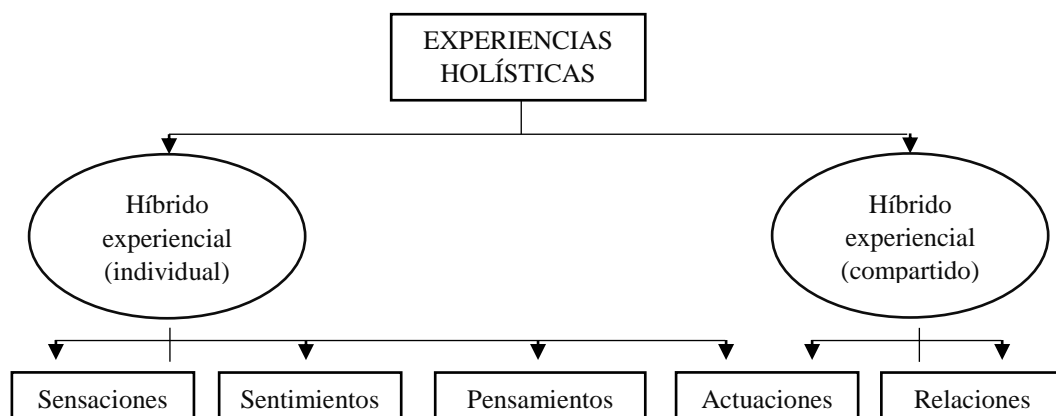 EXPERIENCIAS
HOLÍSTICAS
Híbrido
experiencial
(individual)
Híbrido
experiencial
(compartido)
Sensaciones
Sentimientos
Pensamientos
Actuaciones
Relaciones